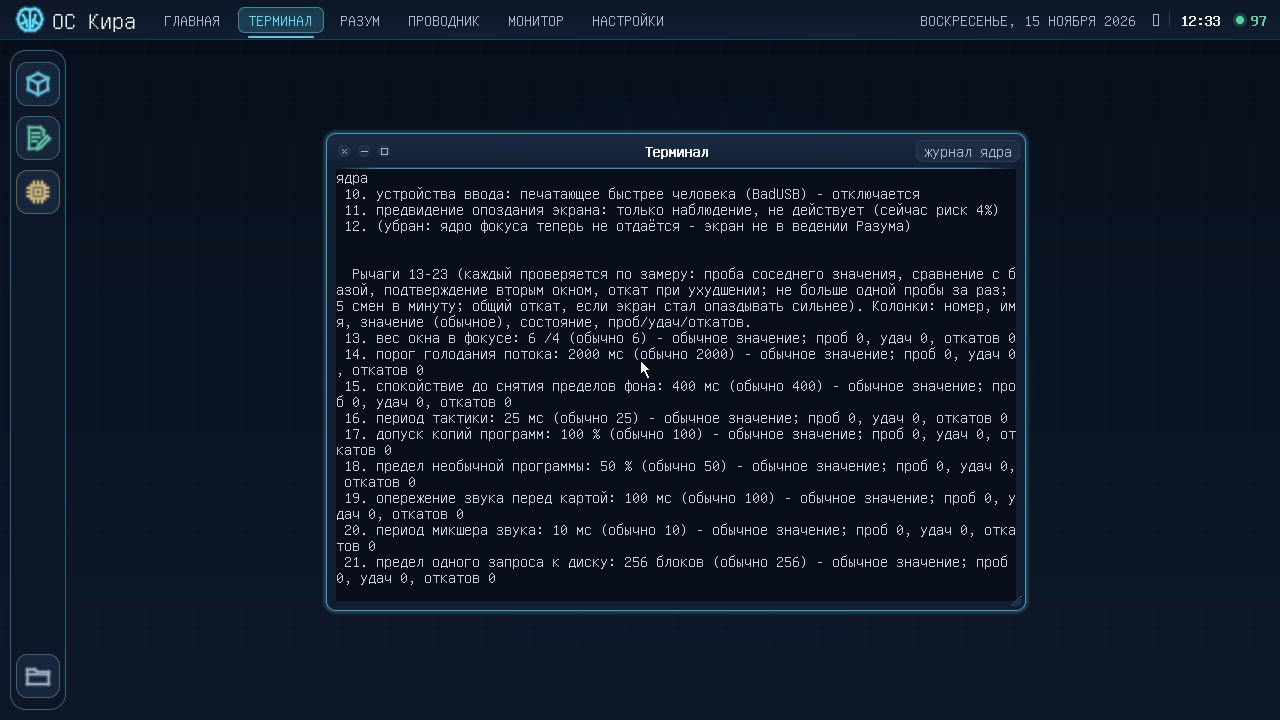 ОС Кира ГЛАВНАЯ ТЕРМИНАЛ РАЗУМ ПРОВОДНИК МОНИТОР НАСТРОЙКИ ВОСКРЕСЕНЬЕ, 15 НОЯБРЯ 2026 12:33 97
Терминал журнал ядра
ядра
10. устройства ввода: печатающее быстрее человека (BadUSB) - отключается
11. предвидение опоздания экрана: только наблюдение, не действует (сейчас риск 4%)
12. (убран: ядро фокуса теперь не отдаётся - экран не в ведении Разума)
Рычаги 13-23 (каждый проверяется по замеру: проба соседнего значения, сравнение с б
азой, подтверждение вторым окном, откат при ухудшении; не больше одной пробы за раз;
5 смен в минуту; общий откат, если экран стал опаздывать сильнее). Колонки: номер, им
я, значение (обычное), состояние, проб/удач/откатов.
13. вес окна в фокусе: 6 /4 (обычно 6) - обычное значение; проб 0, удач 0, откатов 0
14. порог голодания потока: 2000 мс (обычно 2000) - обычное значение; проб 0, удач 0
, откатов 0
15. спокойствие до снятия пределов фона: 400 мс (обычно 400) - обычное значение; про
б 0, удач 0, откатов 0
16. период тактики: 25 мс (обычно 25) - обычное значение; проб 0, удач 0, откатов 0
17. допуск копий программ: 100 % (обычно 100) - обычное значение; проб 0, удач 0, от
катов 0
18. предел необычной программы: 50 % (обычно 50) - обычное значение; проб 0, удач 0,
откатов 0
19. опережение звука перед картой: 100 мс (обычно 100) - обычное значение; проб 0, у
дач 0, откатов 0
20. период микшера звука: 10 мс (обычно 10) - обычное значение; проб 0, удач 0, отка
тов 0
21. предел одного запроса к диску: 256 блоков (обычно 256) - обычное значение; проб
0, удач 0, откатов 0